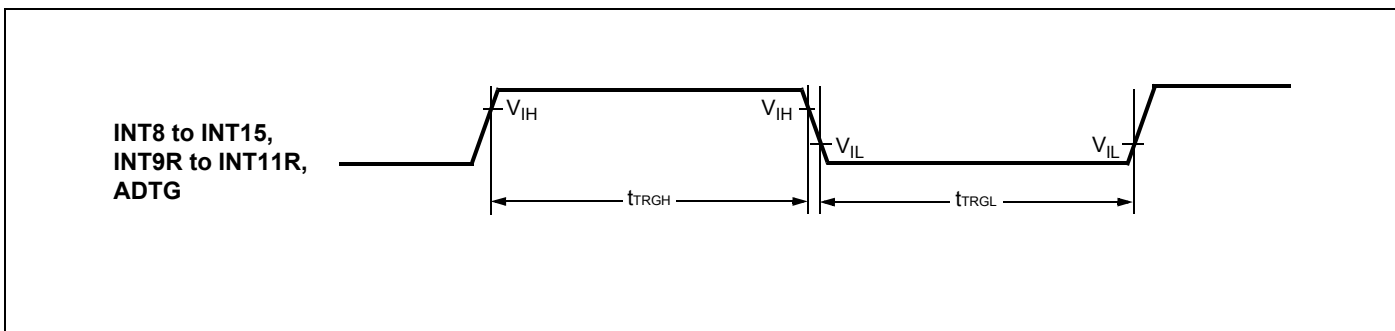 INT8 to INT15,
INT9R to INT11R,
ADTG
VIH
VIH
VIL
VIL
tTRGH
tTRGL